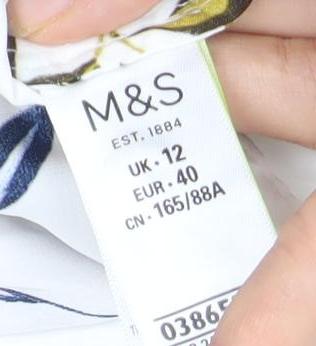 M&S
EST. 1884
UK · 12
EUR · 40
CN · 165/88A